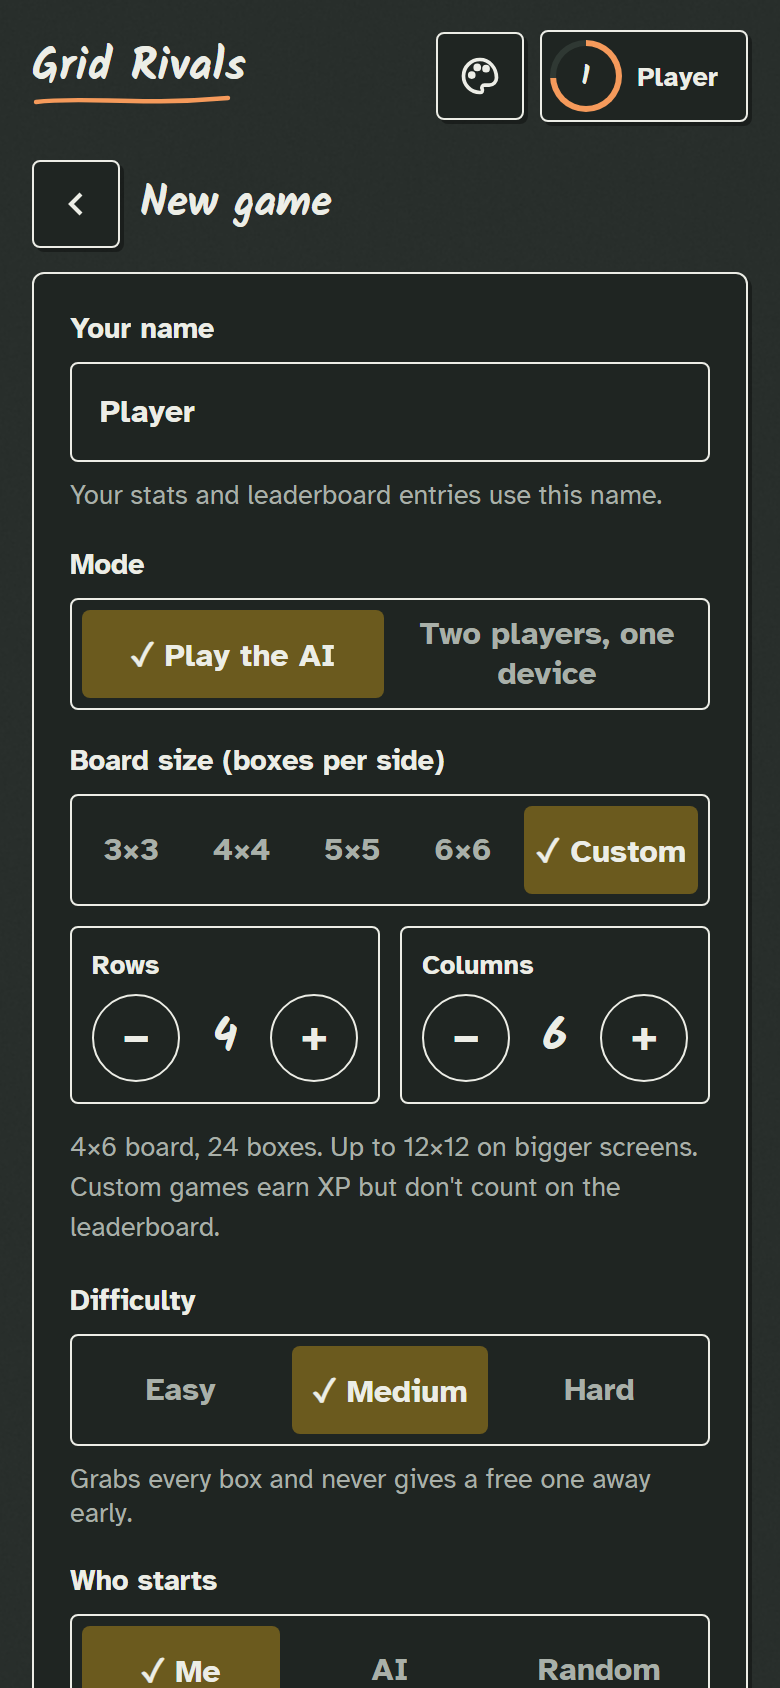 Grid Rivals
1
Player
New game
Your name
Player
Your stats and leaderboard entries use this name.
Mode
✓ Play the AI
Two players, one
device
Board size (boxes per side)
3×3
4×4
5×5
6×6
✓ Custom
Rows
Columns
− 4 +
− 6 +
4×6 board, 24 boxes. Up to 12×12 on bigger screens.
Custom games earn XP but don't count on the
leaderboard.
Difficulty
Easy
✓ Medium
Hard
Grabs every box and never gives a free one away
early.
Who starts
✓ Me
AI
Random